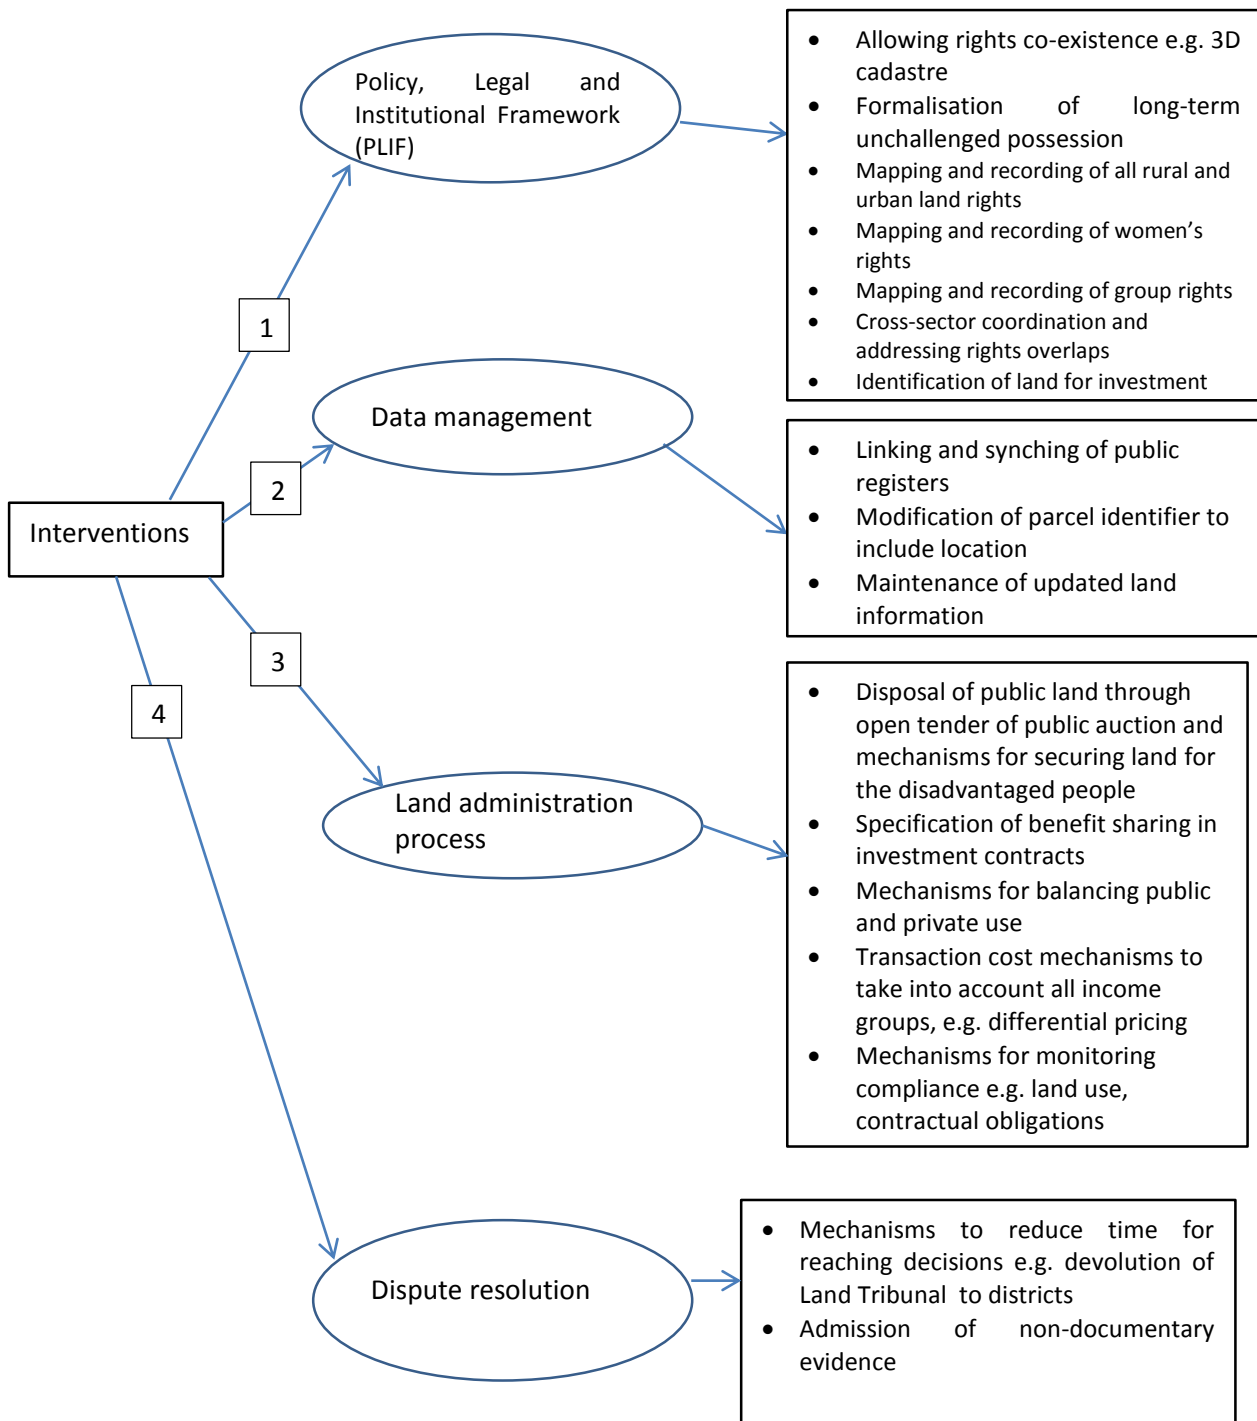 Policy, Legal and
Institutional Framework
(PLIF)
• Allowing rights co-existence e.g. 3D
cadastre
• Formalisation of long-term
unchallenged possession
• Mapping and recording of all rural and
urban land rights
• Mapping and recording of women’s
rights
• Mapping and recording of group rights
• Cross-sector coordination and
addressing rights overlaps
• Identification of land for investment
1
Data management
2
• Linking and synching of public
registers
• Modification of parcel identifier to
include location
• Maintenance of updated land
information
Interventions
3
4
Land administration
process
• Disposal of public land through
open tender of public auction and
mechanisms for securing land for
the disadvantaged people
• Specification of benefit sharing in
investment contracts
• Mechanisms for balancing public
and private use
• Transaction cost mechanisms to
take into account all income
groups, e.g. differential pricing
• Mechanisms for monitoring
compliance e.g. land use,
contractual obligations
Dispute resolution
• Mechanisms to reduce time for
reaching decisions e.g. devolution of
Land Tribunal to districts
• Admission of non-documentary
evidence